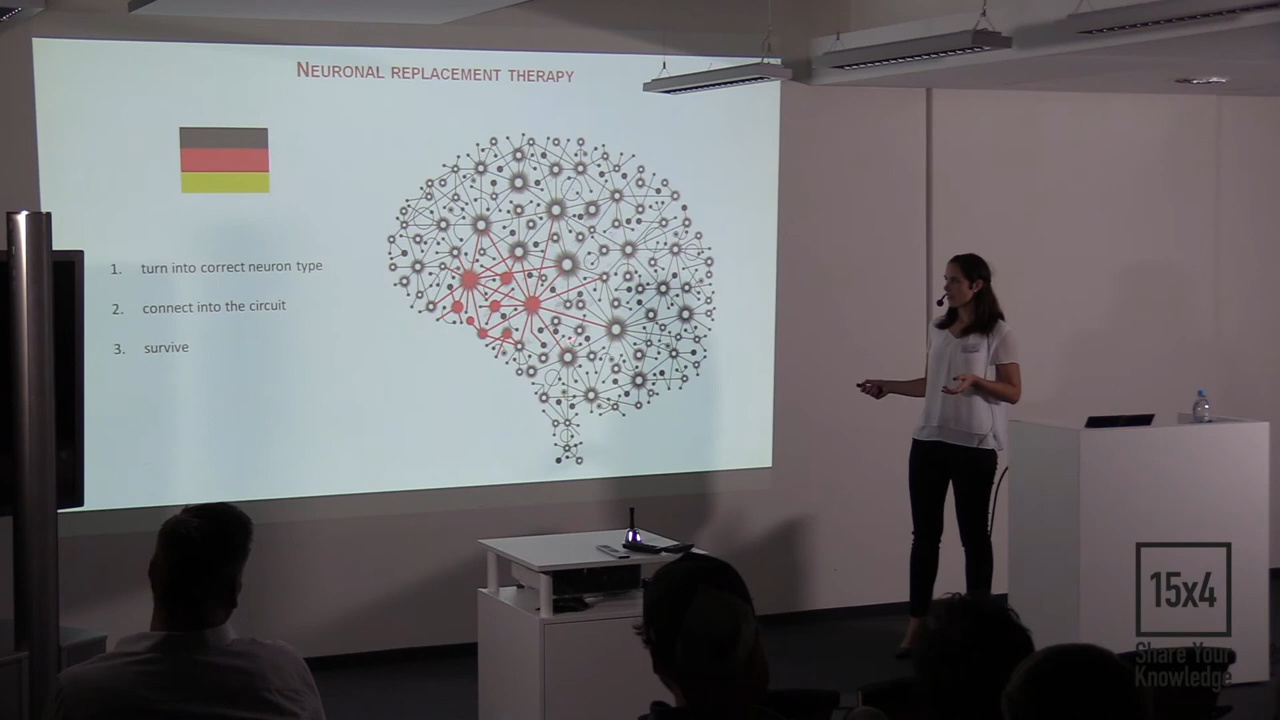 NEURONAL REPLACEMENT THERAPY
1. turn into correct neuron type
2. connect into the circuit
3. survive
15x4
Share Your
Knowledge